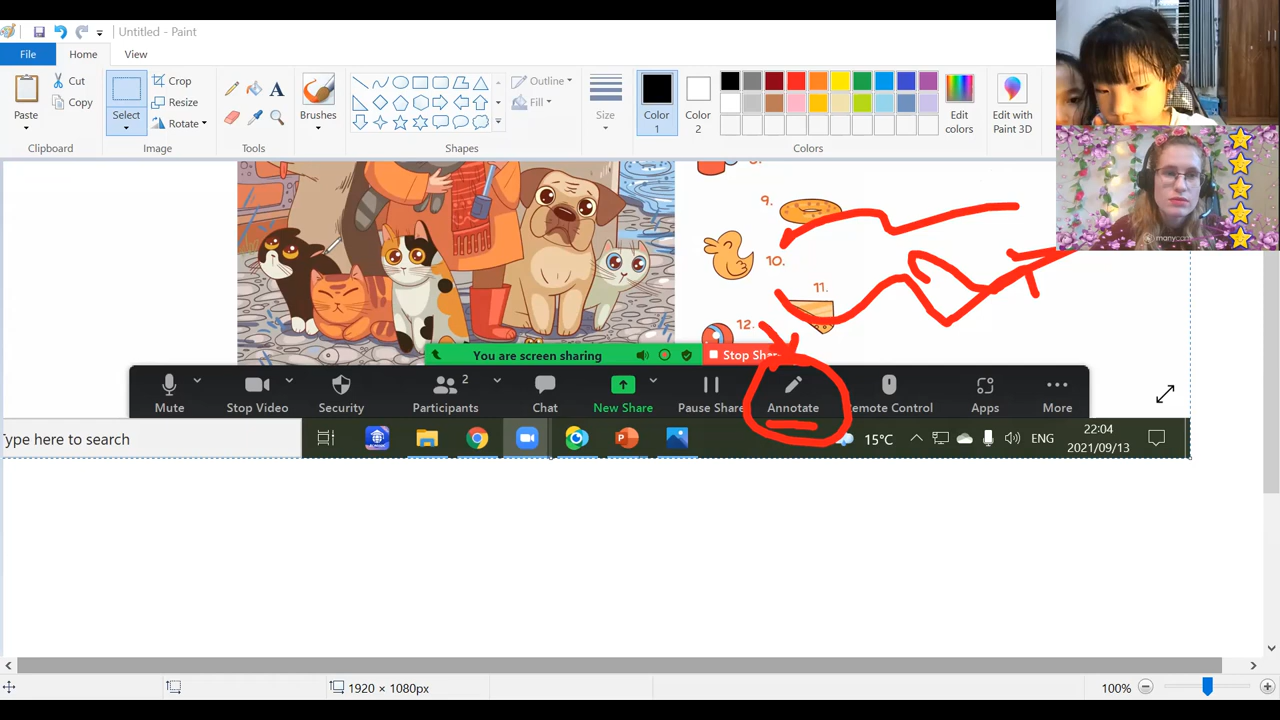 Untitled - Paint
File
Home
View
Paste
Cut
Copy
Clipboard
Select
Crop
Resize
Rotate
Image
Tools
Brushes
Shapes
Outline
Fill
Size
Color 1
Color 2
Colors
Edit colors
Edit with Paint 3D
manycam
9.
10.
11.
12.
You are screen sharing
Stop
Mute
Stop Video
Security
Participants
2
Chat
New Share
Pause Share
Annotate
emote Control
Apps
More
ype here to search
15°C
ENG
22:04
2021/09/13
1920 × 1080px
100%